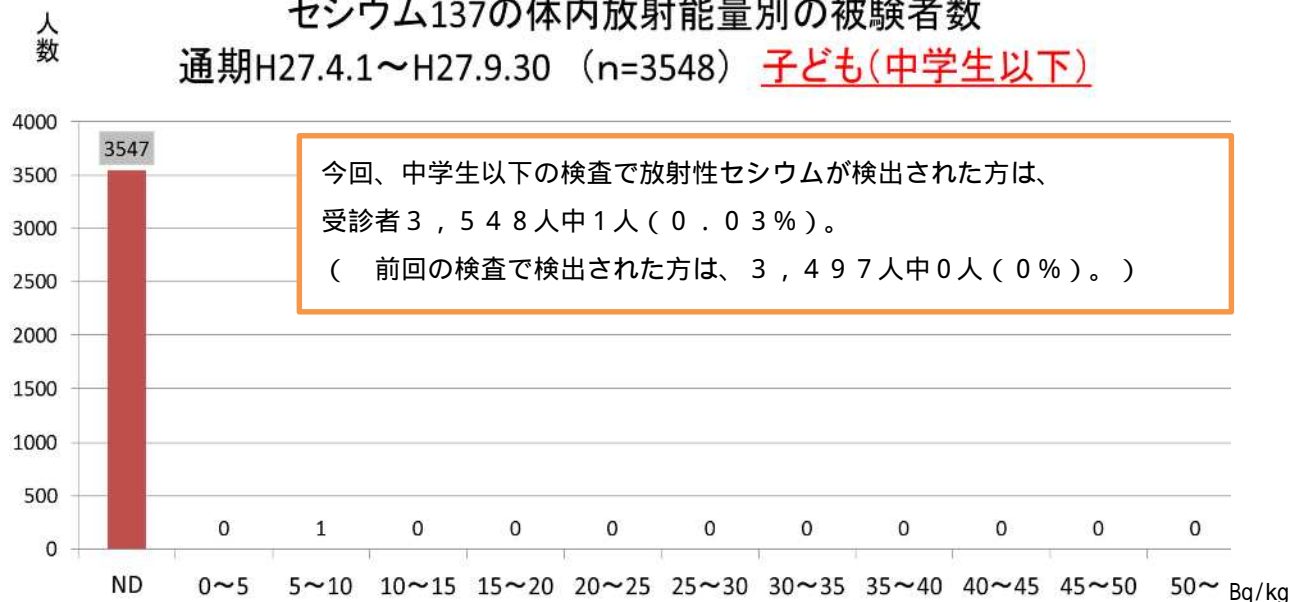 セシウム137の体内放射能量別の被験者数
通期H27.4.1～H27.9.30 （n=3548） 子ども(中学生以下)
人数
4000
3500
3000
2500
2000
1500
1000
500
0
3547
今回、中学生以下の検査で放射性セシウムが検出された方は、
受診者３，５４８人中１人（０．０３％）。
（　前回の検査で検出された方は、３，４９７人中０人（０％）。）
0 1 0 0 0 0 0 0 0 0 0
ND 0～5 5～10 10～15 15～20 20～25 25～30 30～35 35～40 40～45 45～50 50～ Bq/kg